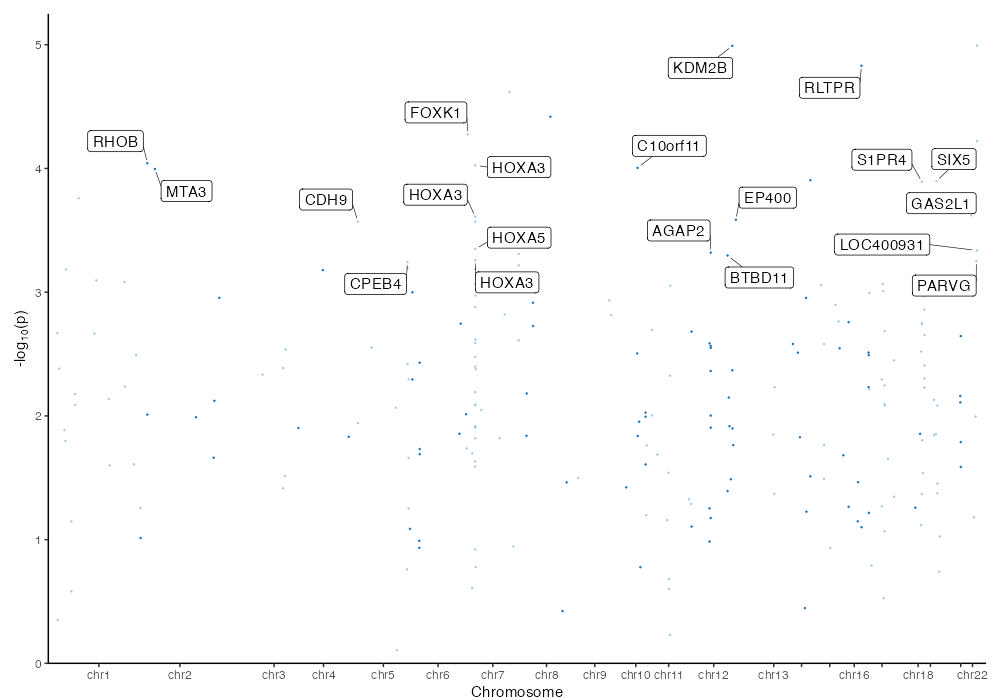 5
KDM2B
RLTPR
FOXK1
RHOB
C10orf11
4
HOXA3
S1PR4
SIX5
MTA3
CDH9
HOXA3
EP400
GAS2L1
AGAP2
HOXA5
LOC400931
CPEB4
HOXA3
BTBD11
PARVG
3
-log10(p)
2
1
0
chr1 chr2 chr3 chr4 chr5 chr6 chr7 chr8 chr9 chr10 chr11 chr12 chr13 chr16 chr18 chr22
Chromosome